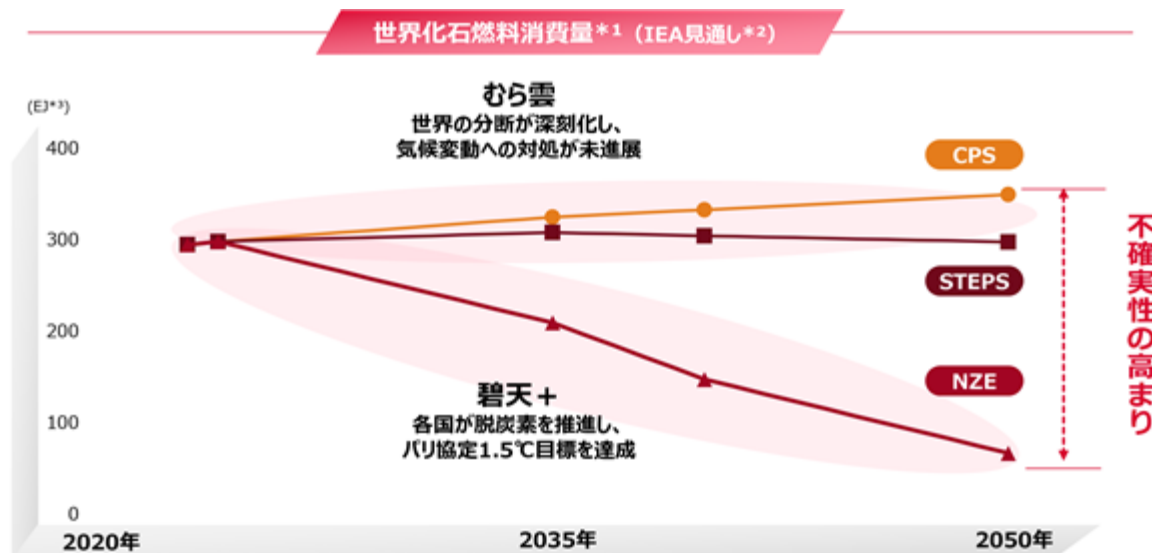 世界化石燃料消費量*1（IEA見通し*2）
(EJ*3)
むら雲
世界の分断が深刻化し、
気候変動への対処が未進展
400
300
200
100
0
CPS
STEPS
NZE
不確実性の高まり
碧天＋
各国が脱炭素を推進し、
パリ協定1.5℃目標を達成
2020年
2035年
2050年